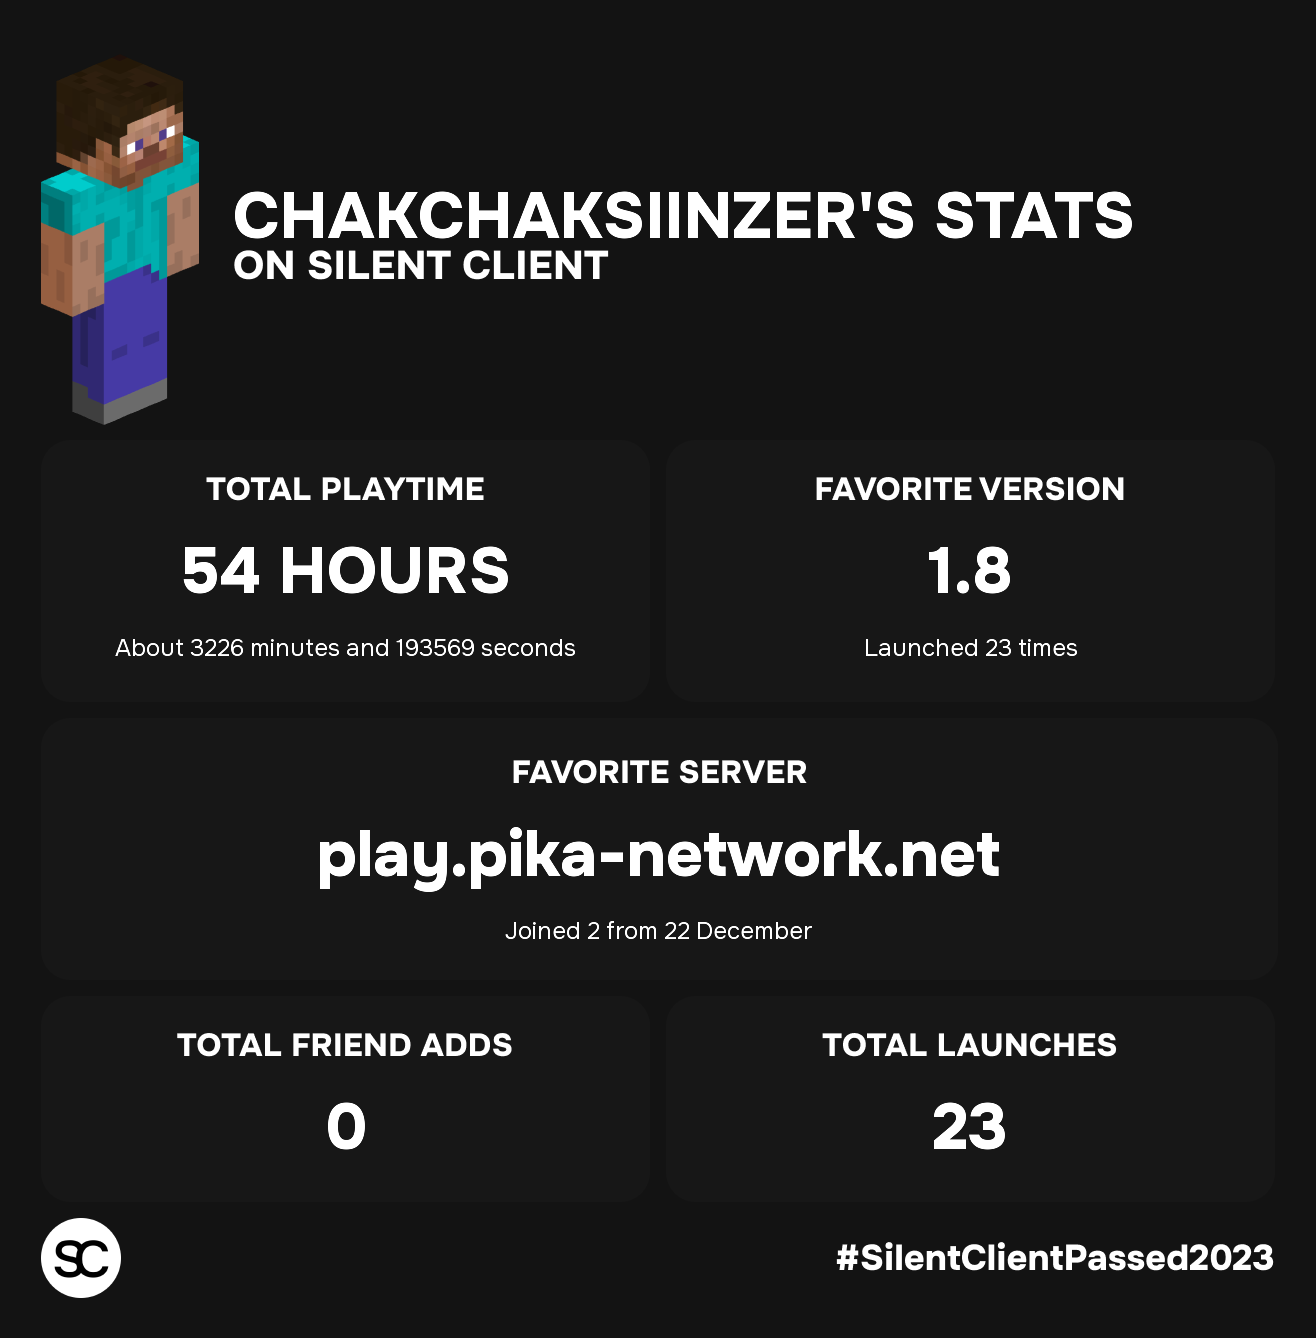 CHAKCHAKSIINZER'S STATS
ON SILENT CLIENT
TOTAL PLAYTIME
54 HOURS
About 3226 minutes and 193569 seconds
FAVORITE VERSION
1.8
Launched 23 times
FAVORITE SERVER
play.pika-network.net
Joined 2 from 22 December
TOTAL FRIEND ADDS
0
TOTAL LAUNCHES
23
SC
#SilentClientPassed2023